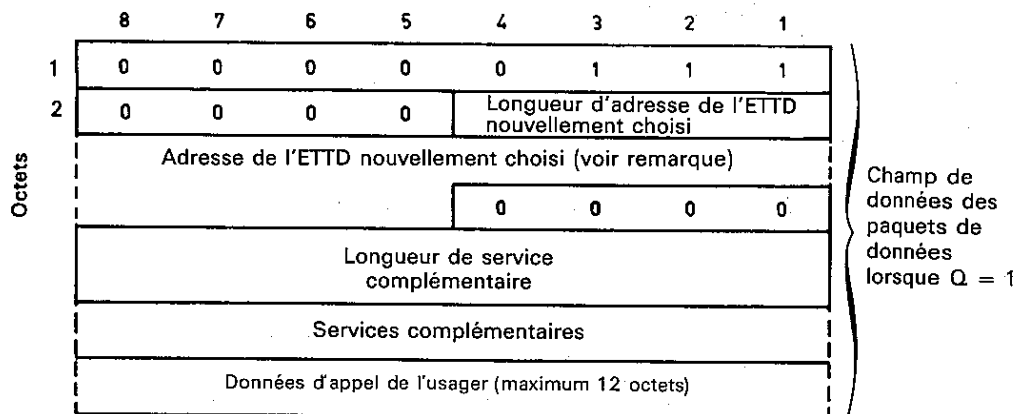 8 7 6 5 4 3 2 1
1 0 0 0 0 0 1 1 1
2 0 0 0 0 Longueur d'adresse de l'ETTD
nouvellement choisi
Adresse de l'ETTD nouvellement choisi (voir remarque)
0 0 0 0
Longueur de service
complémentaire
Services complémentaires
Données d'appel de l'usager (maximum 12 octets)
Octets
Champ de
données des
paquets de
données
lorsque Q = 1